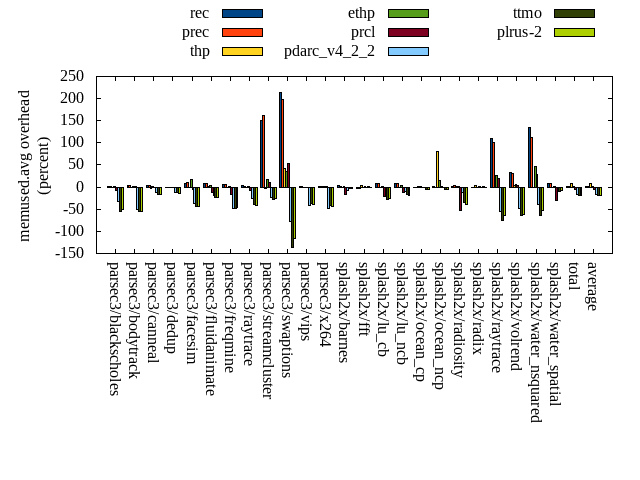 rec
prec
thp
ethp
prcl
pdarc_v4_2_2
ttmo
plrus-2
memused.avg overhead
(percent)
250
200
150
100
50
0
-50
-100
-150
parsec3/blackscholes
parsec3/bodytrack
parsec3/canneal
parsec3/dedup
parsec3/facesim
parsec3/fluidanimate
parsec3/freqmine
parsec3/raytrace
parsec3/streamcluster
parsec3/swaptions
parsec3/vips
parsec3/x264
splash2x/barnes
splash2x/fft
splash2x/lu_cb
splash2x/lu_ncb
splash2x/ocean_cp
splash2x/ocean_ncp
splash2x/radiosity
splash2x/radix
splash2x/raytrace
splash2x/volrend
splash2x/water_nsquared
splash2x/water_spatial
total
average